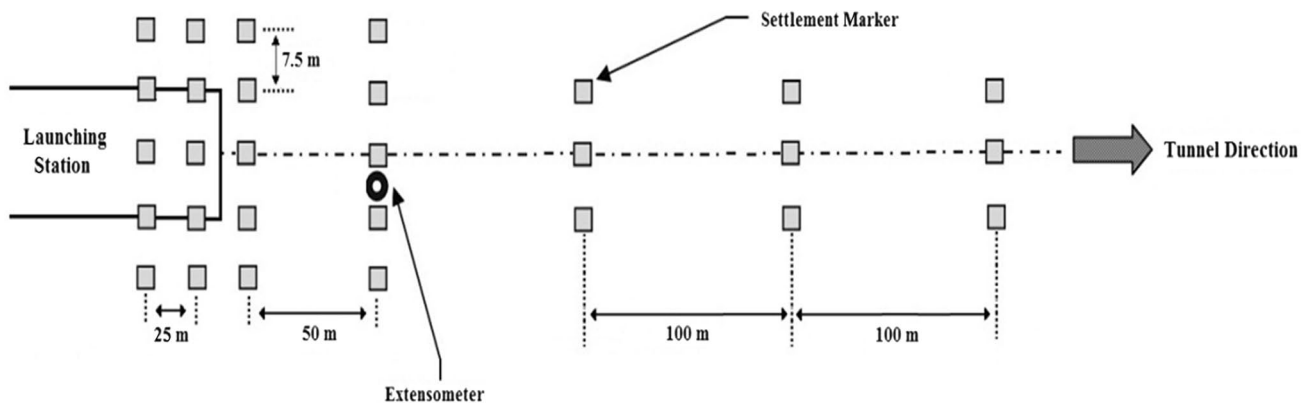 Settlement Marker
7.5 m
Launching
Station
Tunnel Direction
25 m
50 m
100 m
100 m
Extensometer